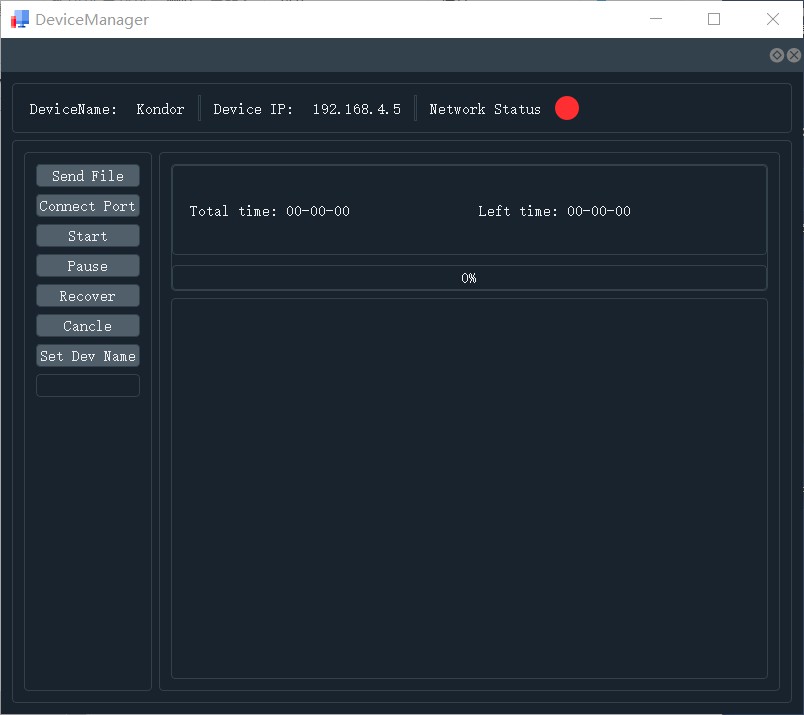 DeviceManager
DeviceName: Kondor Device IP: 192.168.4.5 Network Status
Send File
Connect Port
Start
Pause
Recover
Cancle
Set Dev Name
Total time: 00-00-00 Left time: 00-00-00
0%